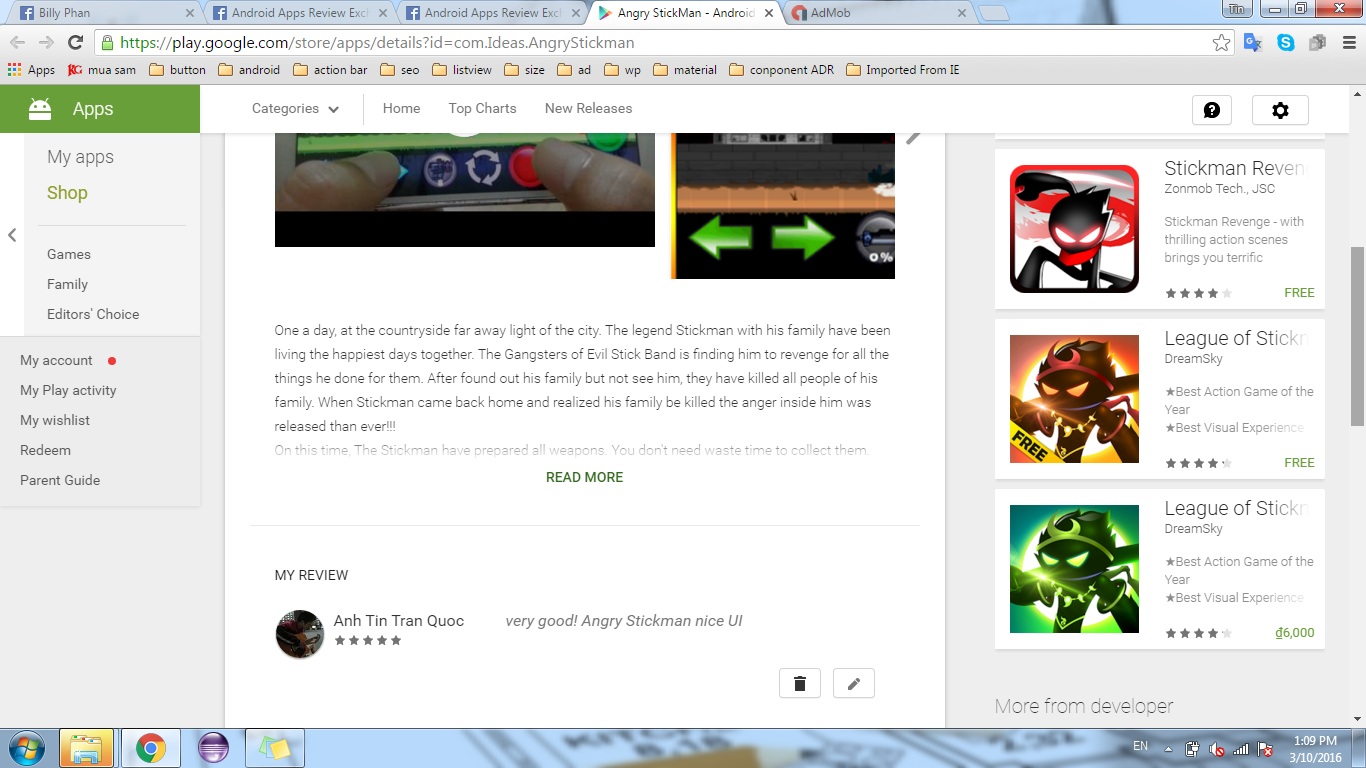 Billy Phan
Android Apps Review Exc
Android Apps Review Exc
Angry StickMan - Android
AdMob
Tin
https://play.google.com/store/apps/details?id=com.Ideas.AngryStickman
Apps
mua sam
button
android
action bar
seo
listview
size
ad
wp
material
conponent ADR
Imported From IE
Apps
Categories
Home
Top Charts
New Releases
My apps
Shop
Games
Family
Editors' Choice
My account
My Play activity
My wishlist
Redeem
Parent Guide
0%
One a day, at the countryside far away light of the city. The legend Stickman with his family have been
living the happiest days together. The Gangsters of Evil Stick Band is finding him to revenge for all the
things he done for them. After found out his family but not see him, they have killed all people of his
family. When Stickman came back home and realized his family be killed the anger inside him was
released than ever!!!
On this time, The Stickman have prepared all weapons. You don't need waste time to collect them.
READ MORE
MY REVIEW
Anh Tin Tran Quoc
very good! Angry Stickman nice UI
Stickman Reven
Zonmob Tech., JSC
Stickman Revenge - with
thrilling action scenes
brings you terrific
FREE
League of Stickn
DreamSky
★Best Action Game of the
Year
★Best Visual Experience
FREE
FREE
League of Stickn
DreamSky
★Best Action Game of the
Year
★Best Visual Experience
₫6,000
More from developer
EN
1:09 PM
3/10/2016